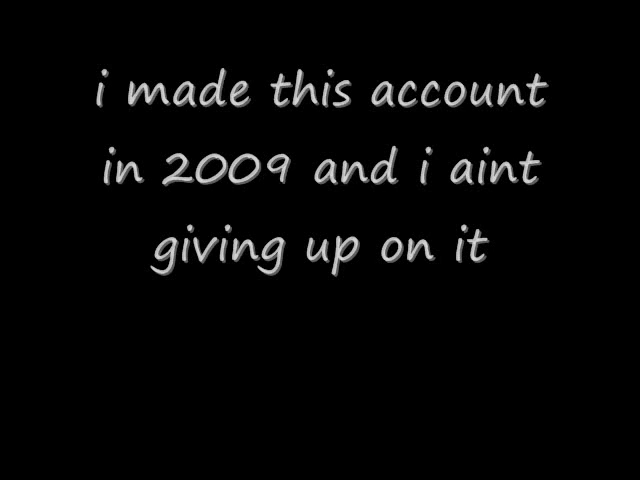 i made this account
in 2009 and i aint
giving up on it